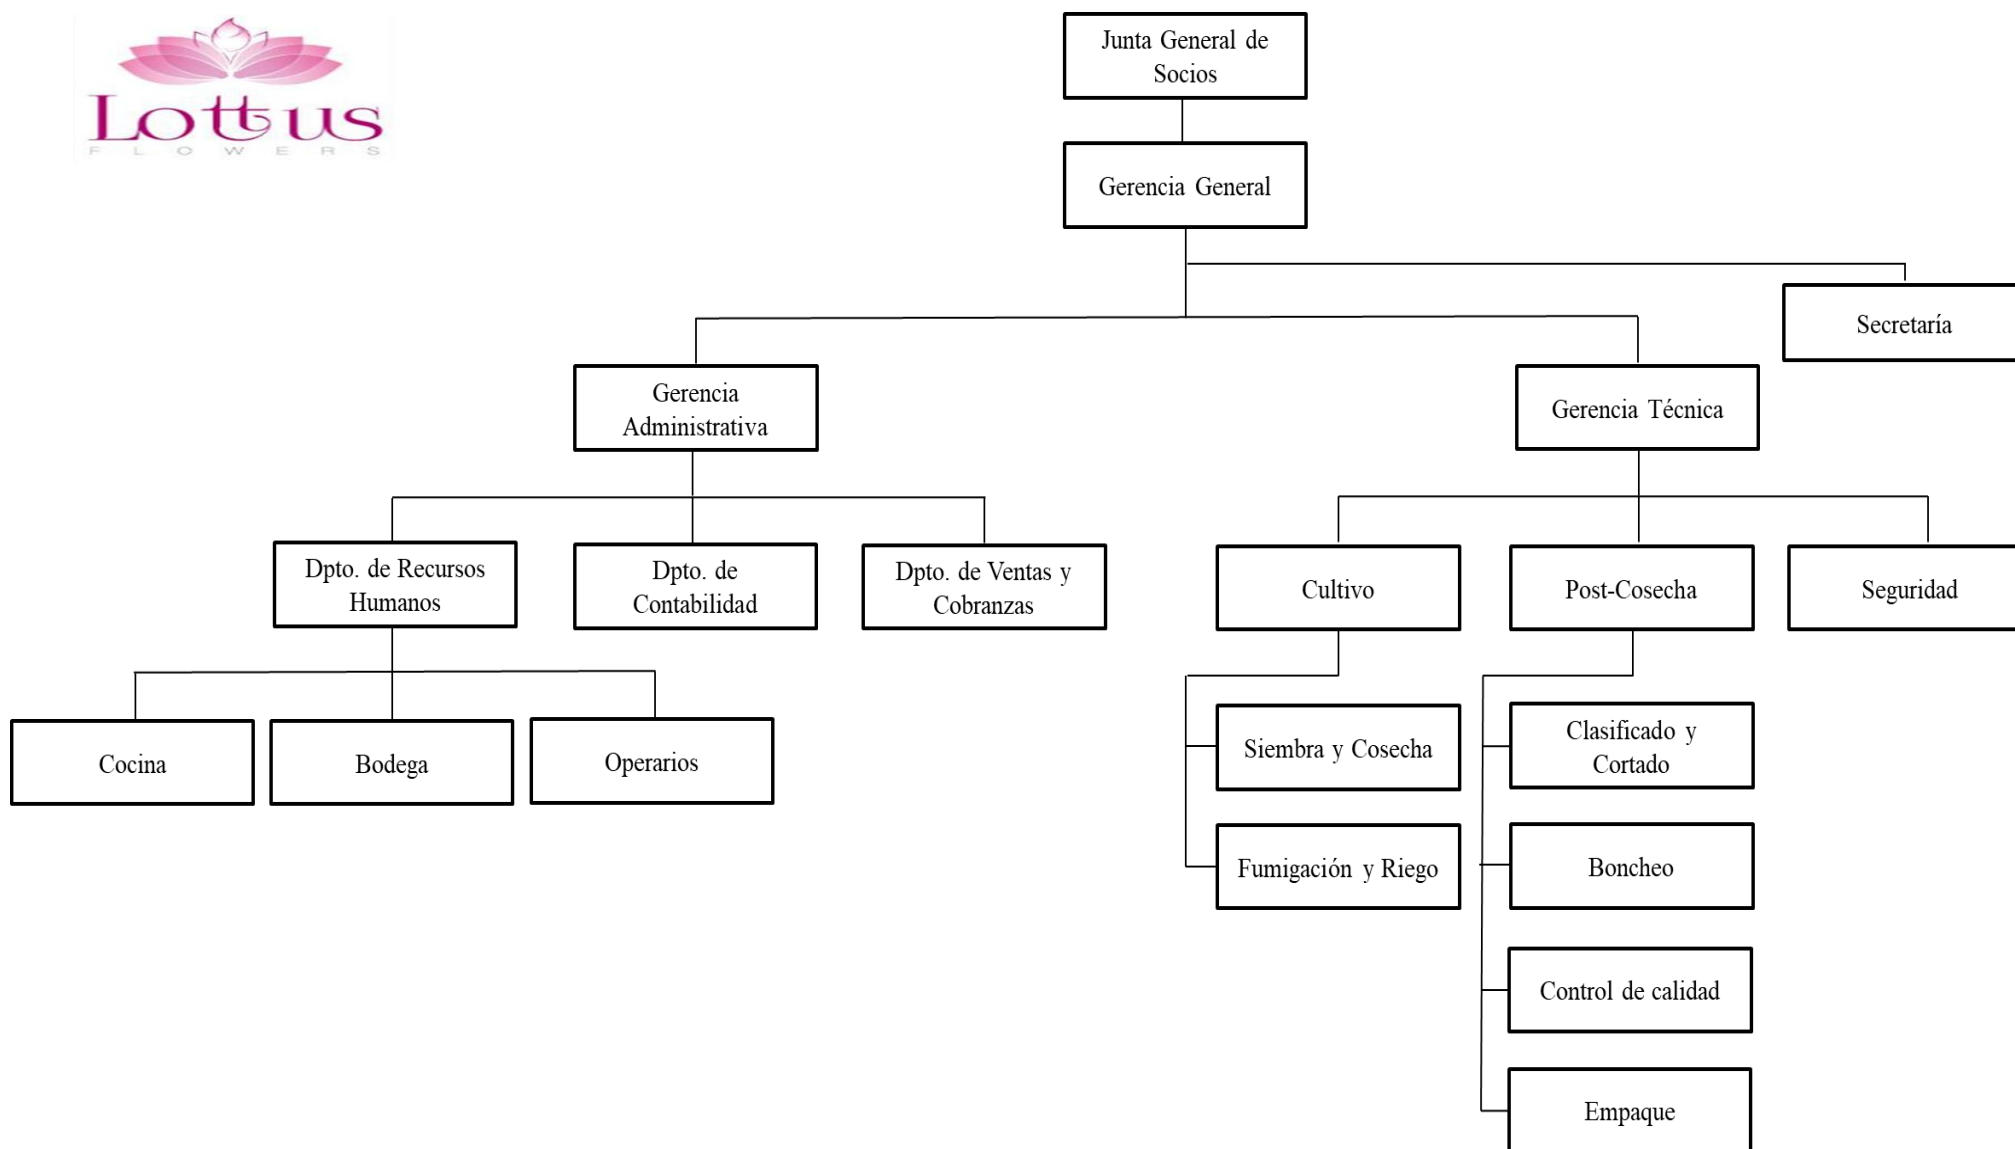 Lottus
FLOWERS
Junta General de
Socios
Gerencia General
Secretaría
Gerencia
Administrativa
Gerencia Técnica
Dpto. de Recursos
Humanos
Dpto. de
Contabilidad
Dpto. de Ventas y
Cobranzas
Cultivo
Post-Cosecha
Seguridad
Cocina
Bodega
Operarios
Siembra y Cosecha
Clasificado y
Cortado
Fumigación y Riego
Boncheo
Control de calidad
Empaque